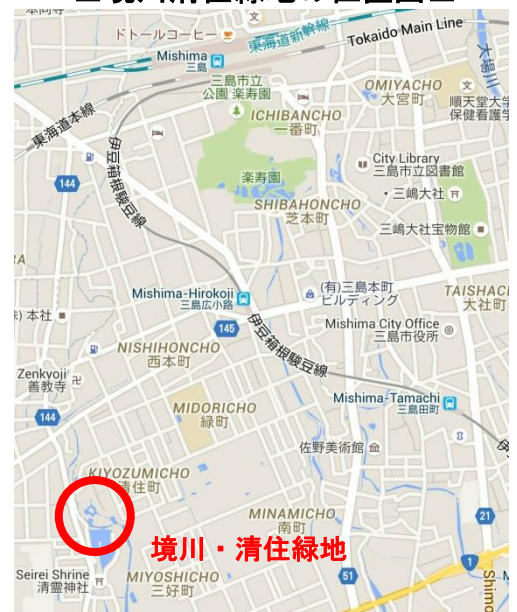 文
ドトールコーヒー
東海道新幹線
Tokaido Main Line
Mishima
三島
大場川
三島市立
公園 楽寿園
OMIYACHO
大宮町
文
順天堂大学
保健看護学
ICHIBANCHO
一番町
東海道本線
伊豆箱根駿豆線
City Library
三島市立図書館
144
楽寿園
・三嶋大社
SHIBAHONCHO
芝本町
三嶋大社宝物館
Mishima-Hirokoji
三島広小路
(有)三島本町
ビルディング
TAISHAC
大社町
本社
145
Mishima City Office
三島市役所
伊豆箱根駿豆線
NISHIHONCHO
西本町
Zenkyoji
善教寺
Mishima-Tamachi
三島田町
144
MIDORICHO
緑町
佐野美術館
KIYOZUMICHO
清住町
MINAMICHO
南町
21
境川・清住緑地
1
Seirei Shrine
清霊神社
MIYOSHICHO
三好町
51
Shimo